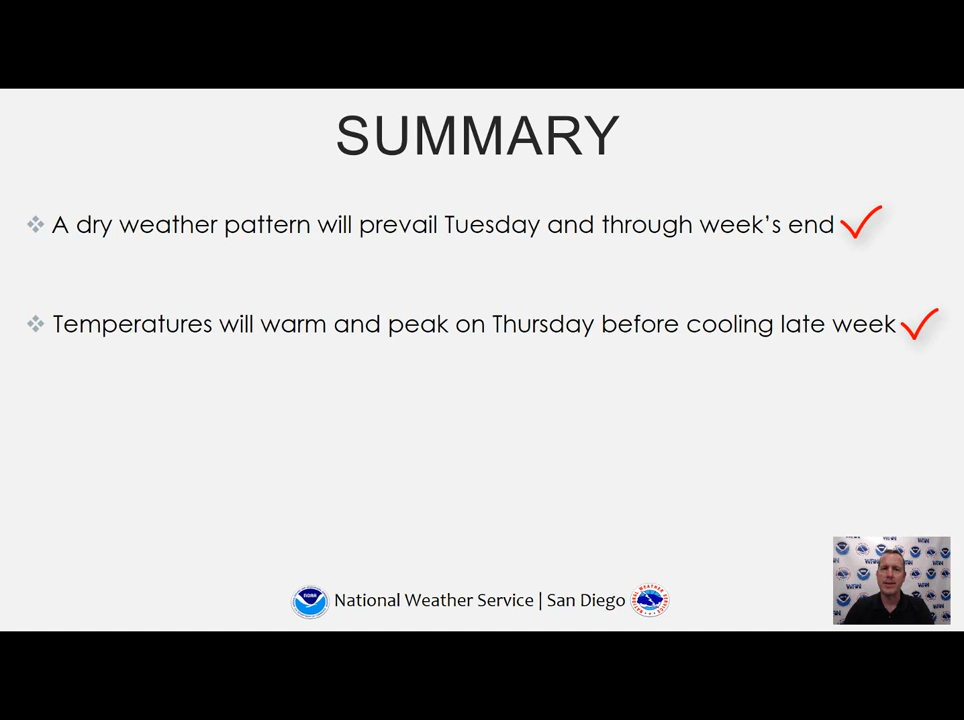 SUMMARY
A dry weather pattern will prevail Tuesday and through week's end
Temperatures will warm and peak on Thursday before cooling late week
NOAA
National Weather Service | San Diego